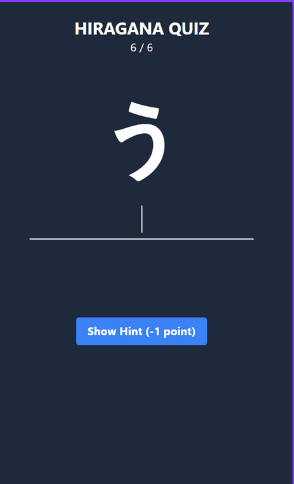 HIRAGANA QUIZ
6 / 6
う
Show Hint (-1 point)